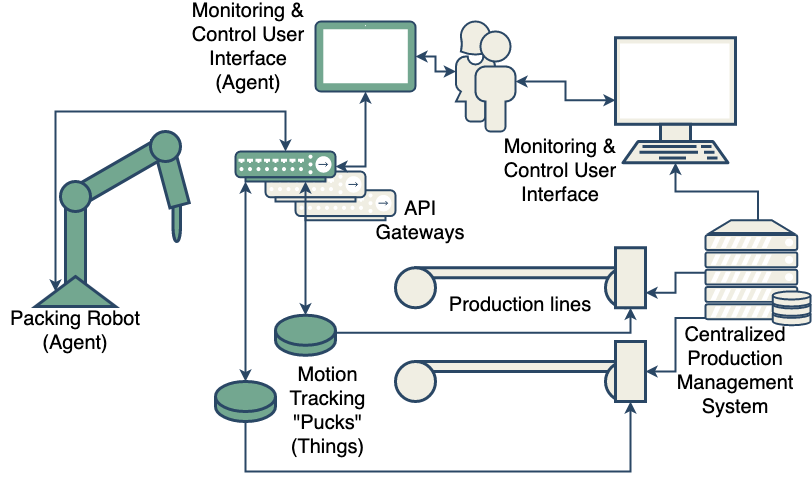 Monitoring &
Control User
Interface
(Agent)
Monitoring &
Control User
Interface
API
Gateways
Packing Robot
(Agent)
Production lines
Motion
Tracking
"Pucks"
(Things)
Centralized
Production
Management
System